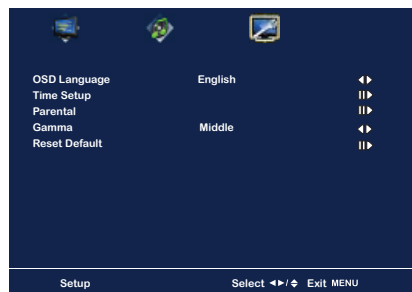 OSD Language English
Time Setup
Parental
Gamma Middle
Reset Default
Setup Select ◄►/ ⬍ Exit MENU